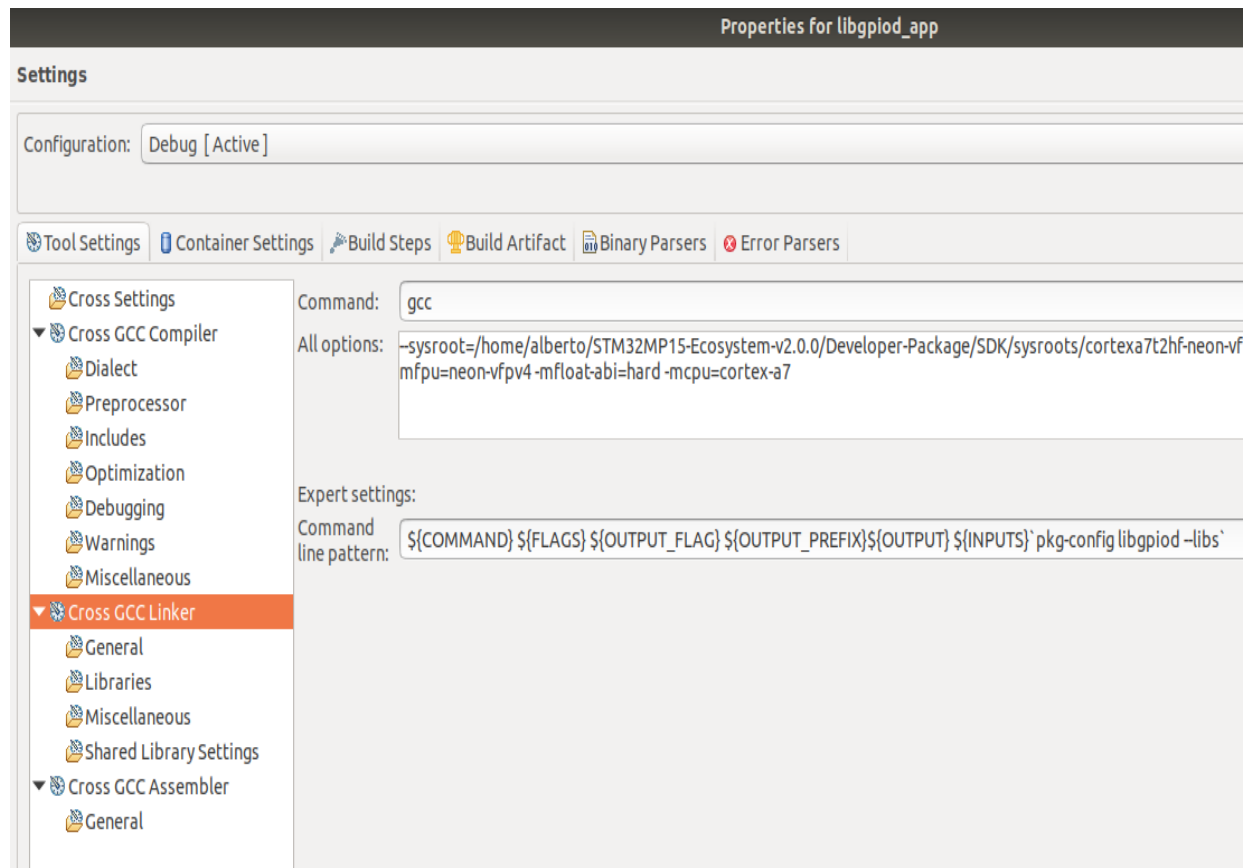 Properties for libgpiod_app
Settings
Configuration: Debug [Active]
Tool Settings Container Settings Build Steps Build Artifact Binary Parsers Error Parsers
Cross Settings
Cross GCC Compiler
Dialect
Preprocessor
Includes
Optimization
Debugging
Warnings
Miscellaneous
Cross GCC Linker
General
Libraries
Miscellaneous
Shared Library Settings
Cross GCC Assembler
General
Command: gcc
All options: --sysroot=/home/alberto/STM32MP15-Ecosystem-v2.0.0/Developer-Package/SDK/sysroots/cortexa7t2hf-neon-vf
mfpu=neon-vfpv4 -mfloat-abi=hard -mcpu=cortex-a7
Expert settings:
Command
line pattern: ${COMMAND} ${FLAGS} ${OUTPUT_FLAG} ${OUTPUT_PREFIX}${OUTPUT} ${INPUTS}`pkg-config libgpiod --libs`